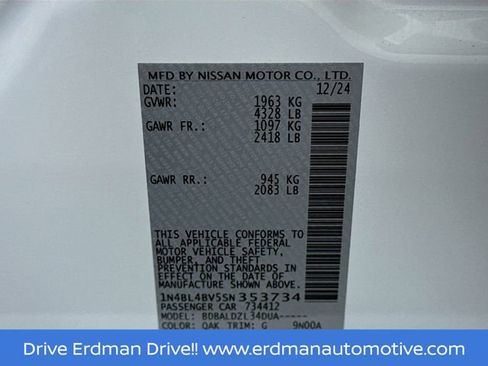 MFD BY NISSAN MOTOR CO., LTD.
DATE: 12/24
GVWR: 1963 KG
4328 LB
GAWR FR.: 1097 KG
2418 LB
GAWR RR.: 945 KG
2083 LB
THIS VEHICLE CONFORMS TO
ALL APPLICABLE FEDERAL
MOTOR VEHICLE SAFETY,
BUMPER, AND THEFT
PREVENTION STANDARDS
IN EFFECT ON THE DATE OF
MANUFACTURE SHOWN ABOVE.
1N4BL4BV5SN353734
PASSENGER CAR 734412
MODEL: BDBALDZL34DUA-----
COLOR: QAK TRIM: G 9N00A
Drive Erdman Drive!! www.erdmanautomotive.com